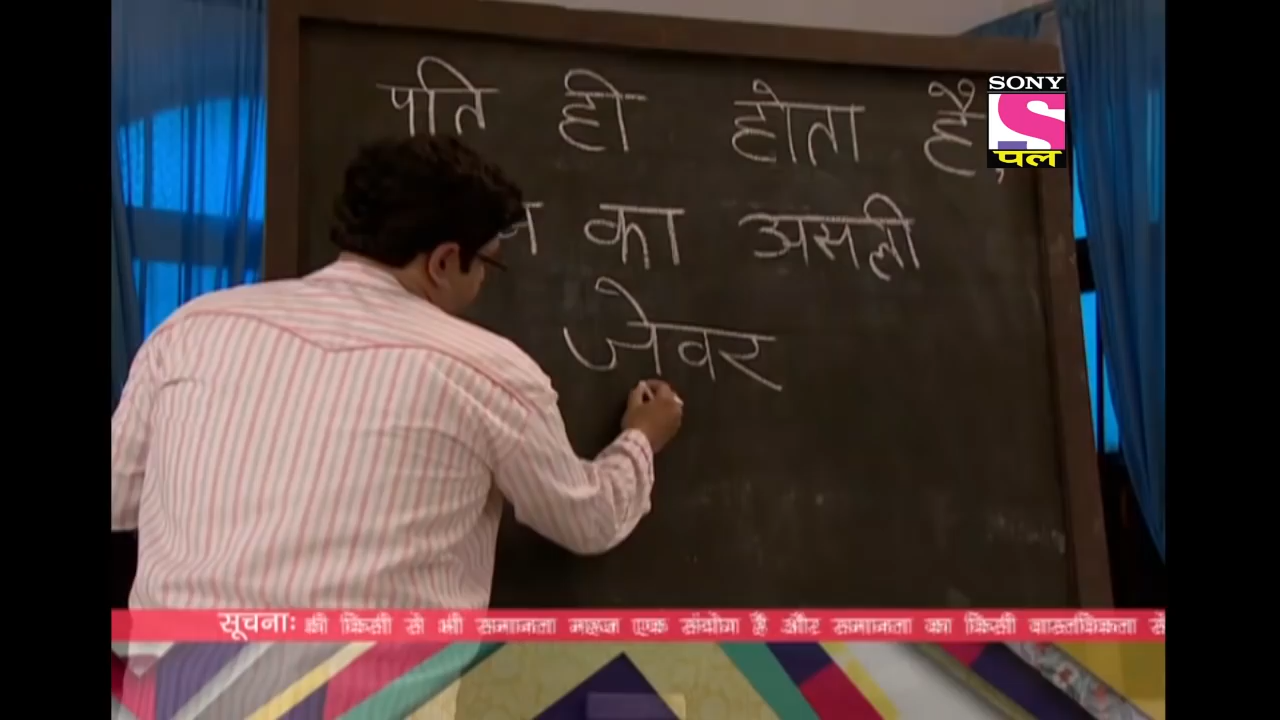 पति ही होता है,
का असली
जेवर
SONY
S
पल
सूचनाः की किसी से भी समानता महज एक संयोग है और समानता का किसी वास्तविकता से